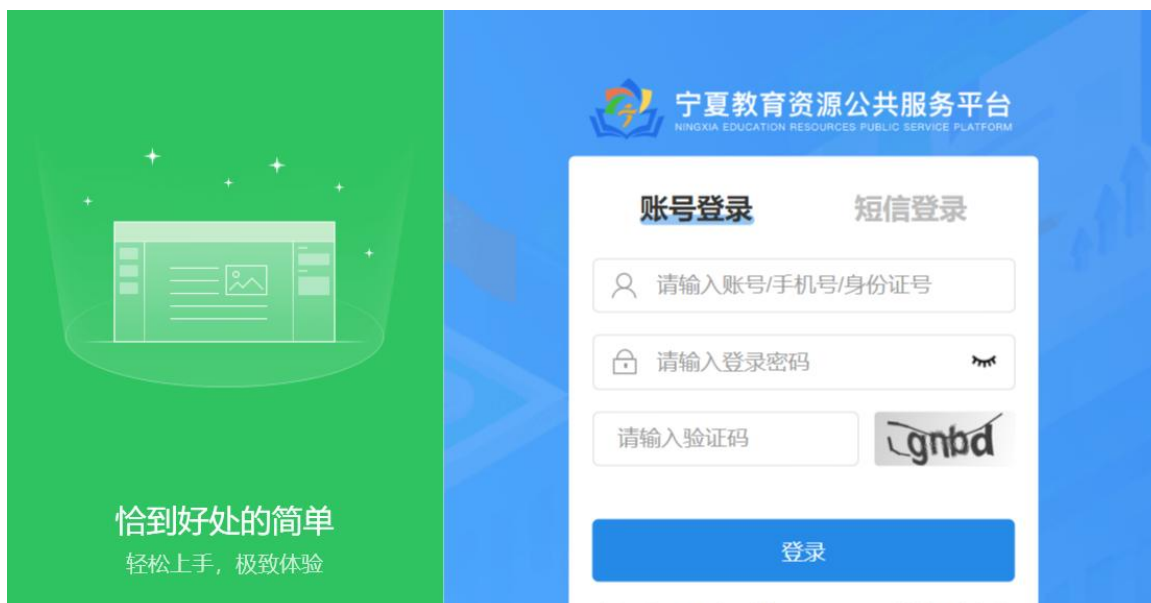 恰到好处的简单
轻松上手，极致体验
宁夏教育资源公共服务平台
NINGXIA EDUCATION RESOURCES PUBLIC SERVICE PLATFORM
账号登录 短信登录
请输入账号/手机号/身份证号
请输入登录密码
请输入验证码 gnbd
登录